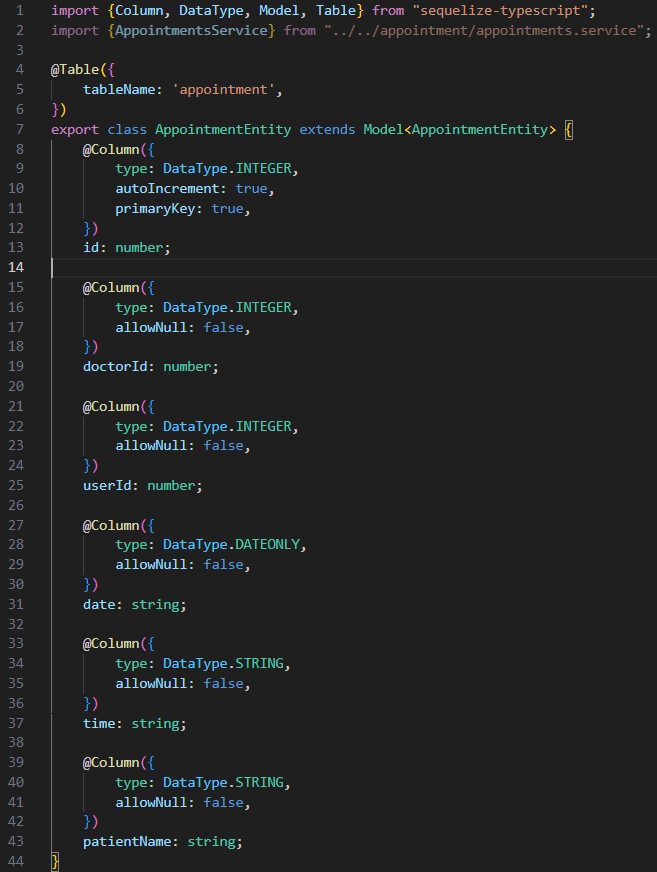 1 import {Column, DataType, Model, Table} from "sequelize-typescript";
2 import {AppointmentsService} from "../../appointment/appointments.service";
3
4 @Table({
5     tableName: 'appointment',
6 })
7 export class AppointmentEntity extends Model<AppointmentEntity> {
8     @Column({
9         type: DataType.INTEGER,
10         autoIncrement: true,
11         primaryKey: true,
12     })
13     id: number;
14
15     @Column({
16         type: DataType.INTEGER,
17         allowNull: false,
18     })
19     doctorId: number;
20
21     @Column({
22         type: DataType.INTEGER,
23         allowNull: false,
24     })
25     userId: number;
26
27     @Column({
28         type: DataType.DATEONLY,
29         allowNull: false,
30     })
31     date: string;
32
33     @Column({
34         type: DataType.STRING,
35         allowNull: false,
36     })
37     time: string;
38
39     @Column({
40         type: DataType.STRING,
41         allowNull: false,
42     })
43     patientName: string;
44 }